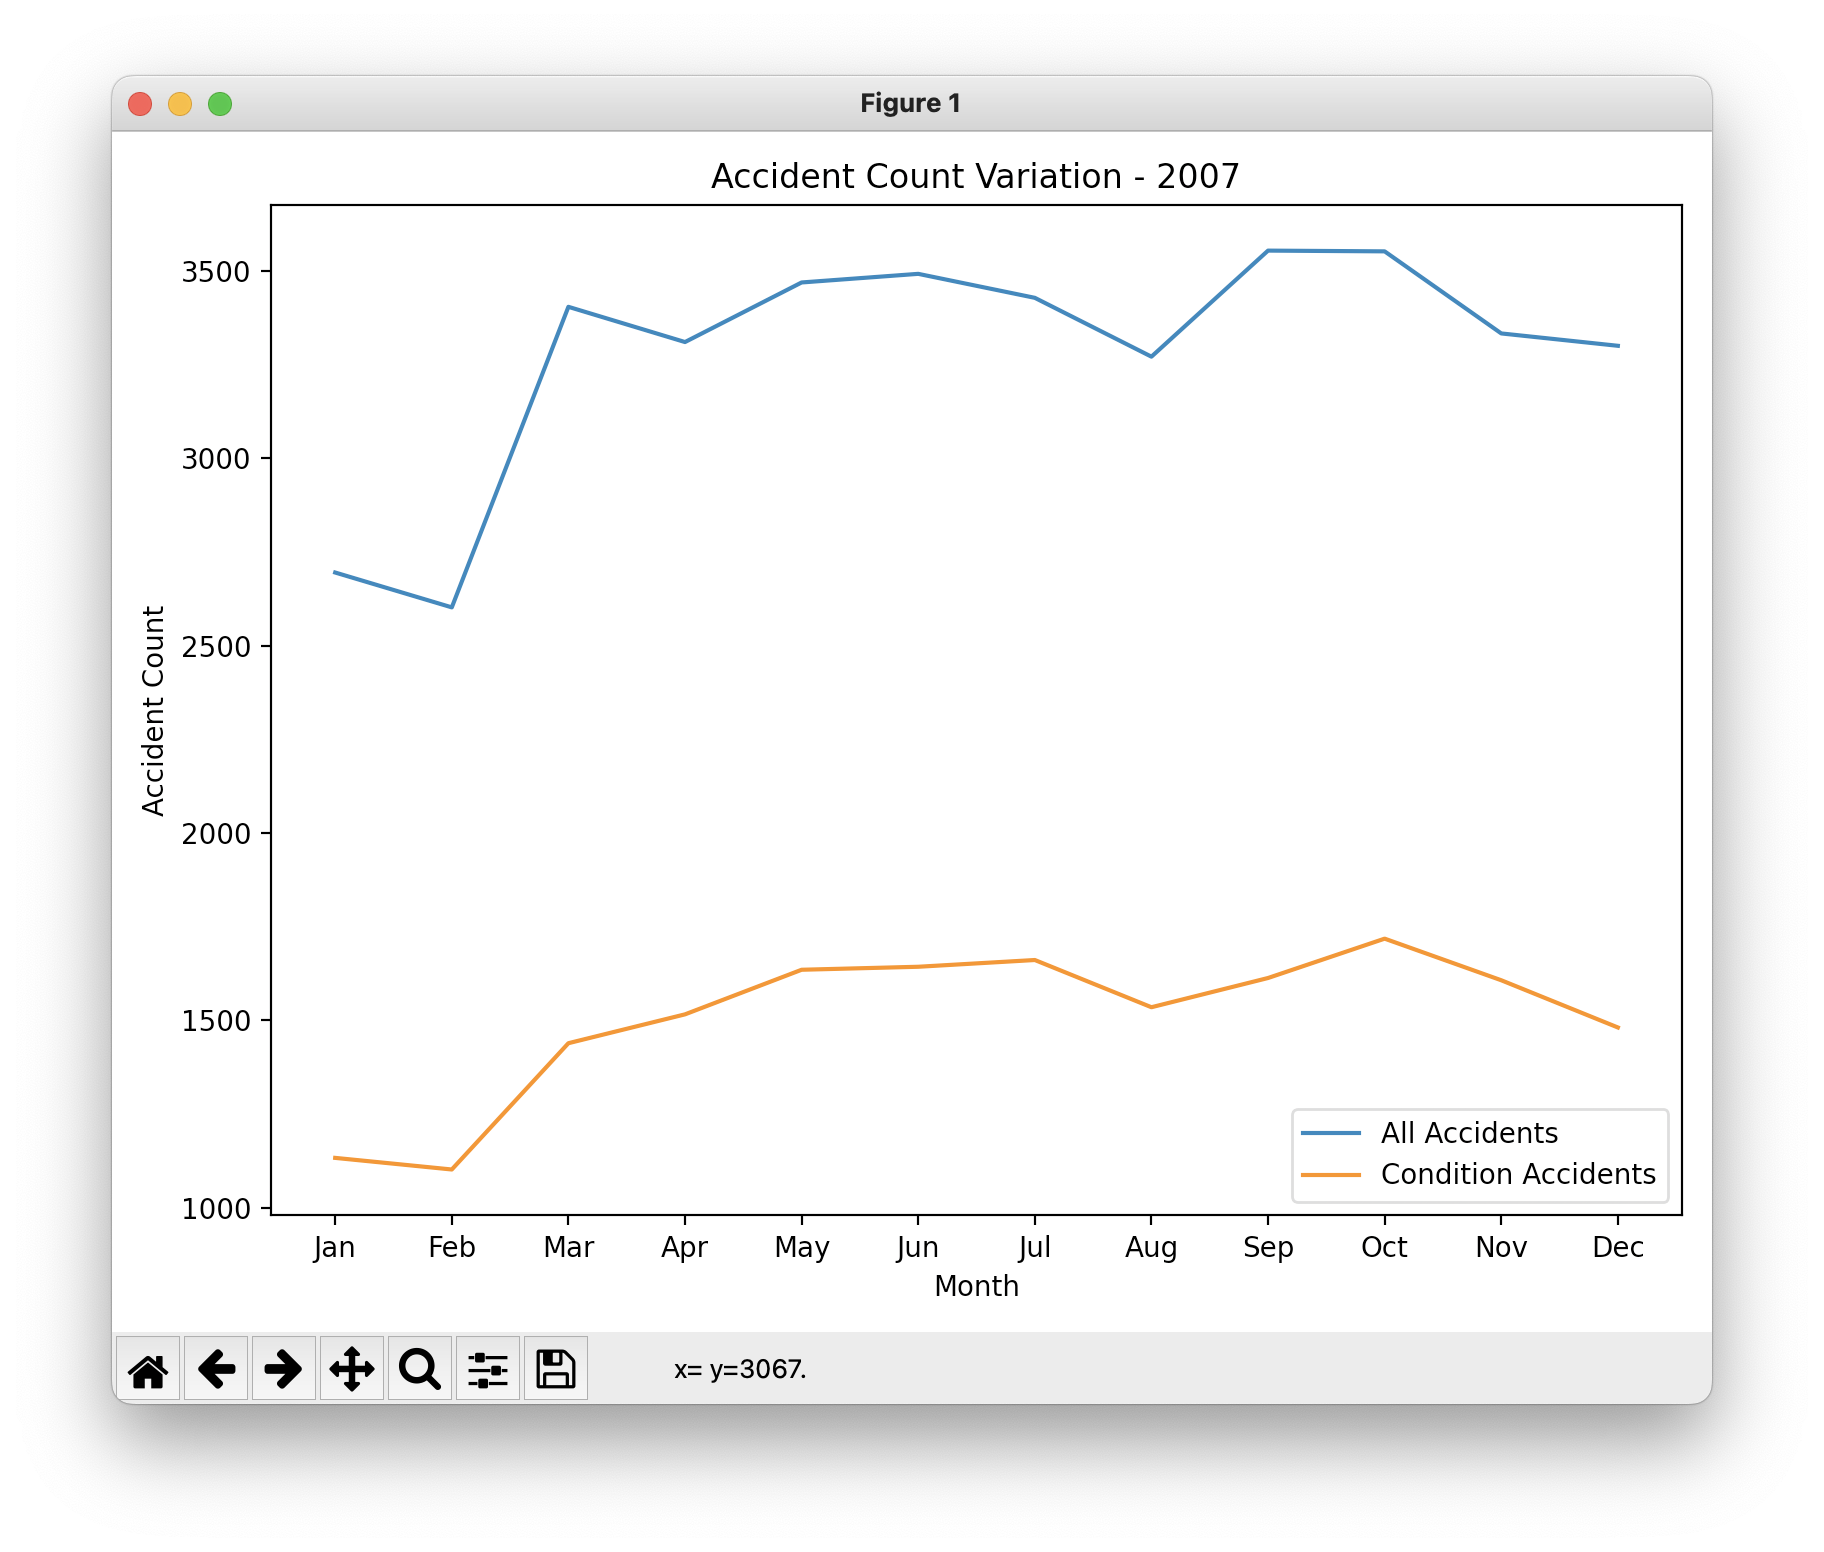 Figure 1
Accident Count Variation - 2007
3500
3000
2500
2000
1500
1000
Accident Count
All Accidents
Condition Accidents
Jan Feb Mar Apr May Jun Jul Aug Sep Oct Nov Dec
Month
x= y=3067.